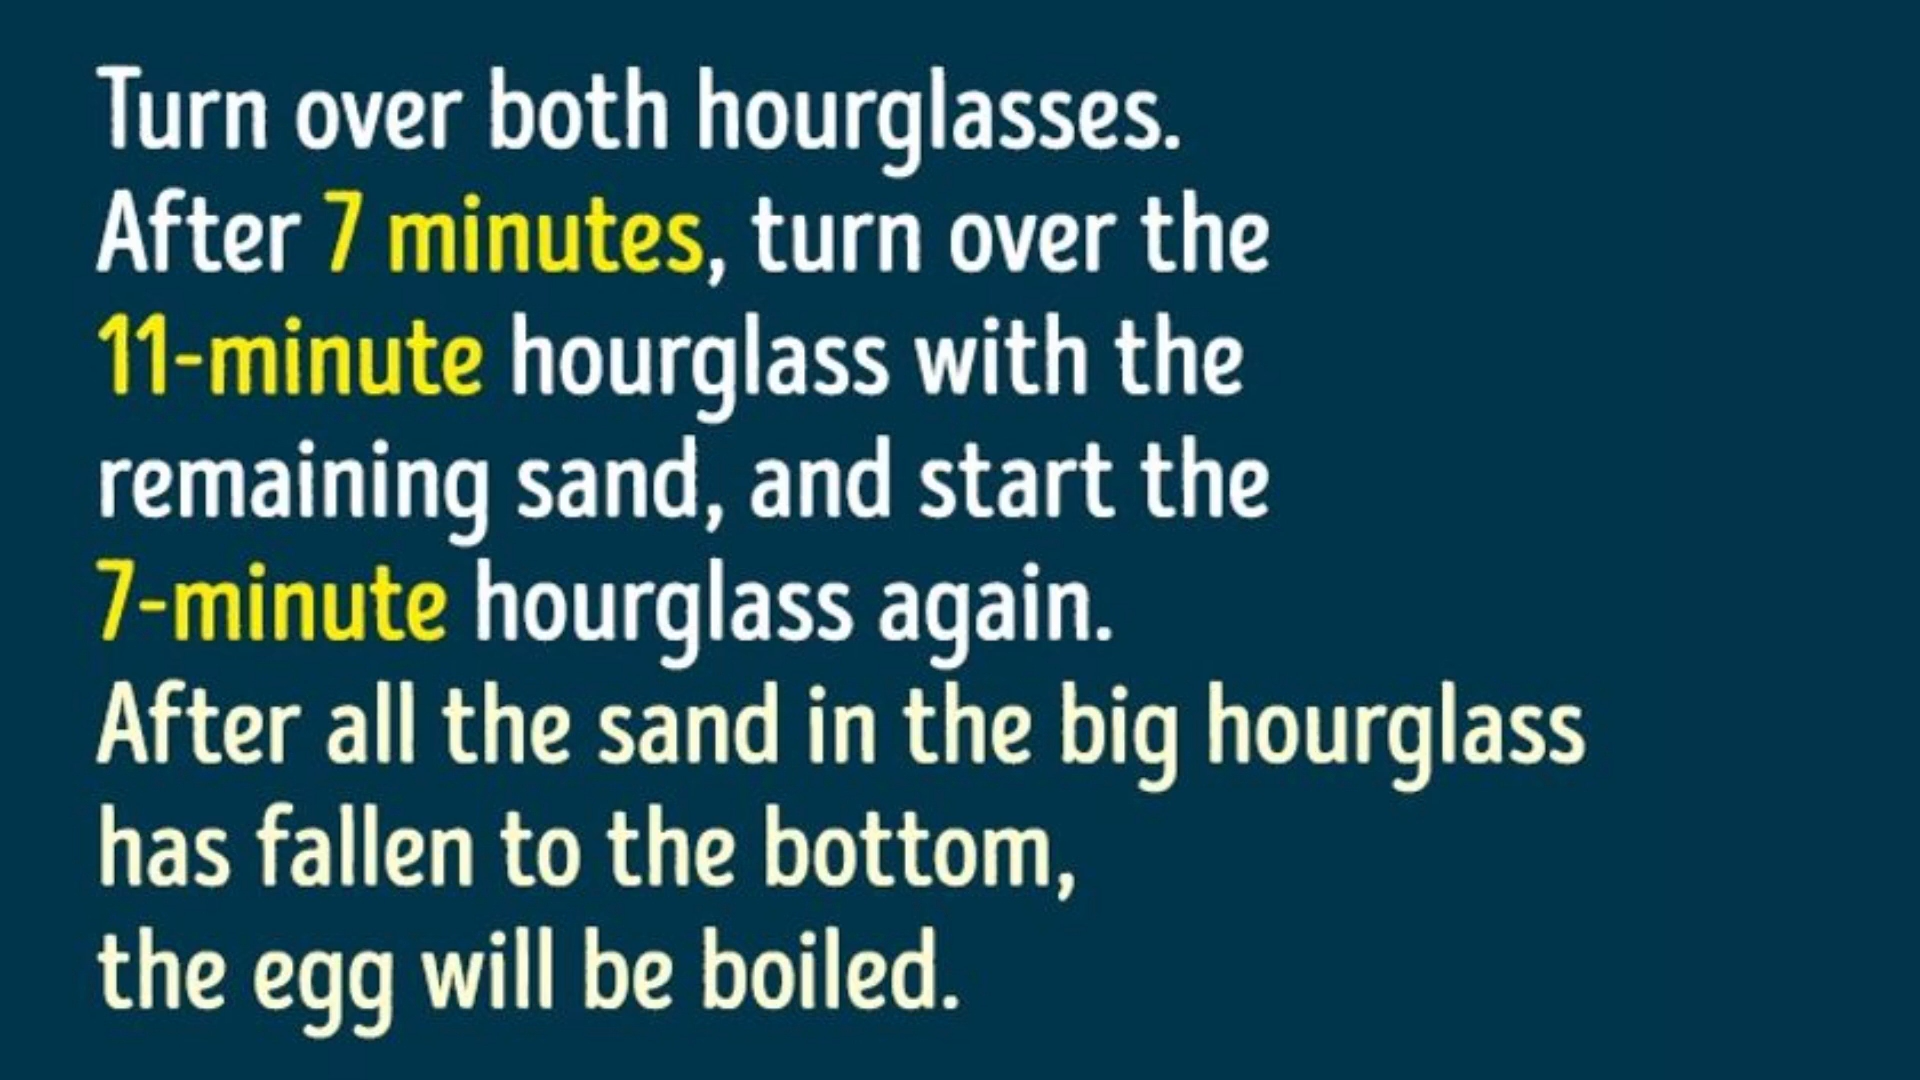 Turn over both hourglasses.
After 7 minutes, turn over the
11-minute hourglass with the
remaining sand, and start the
7-minute hourglass again.
After all the sand in the big hourglass
has fallen to the bottom,
the egg will be boiled.